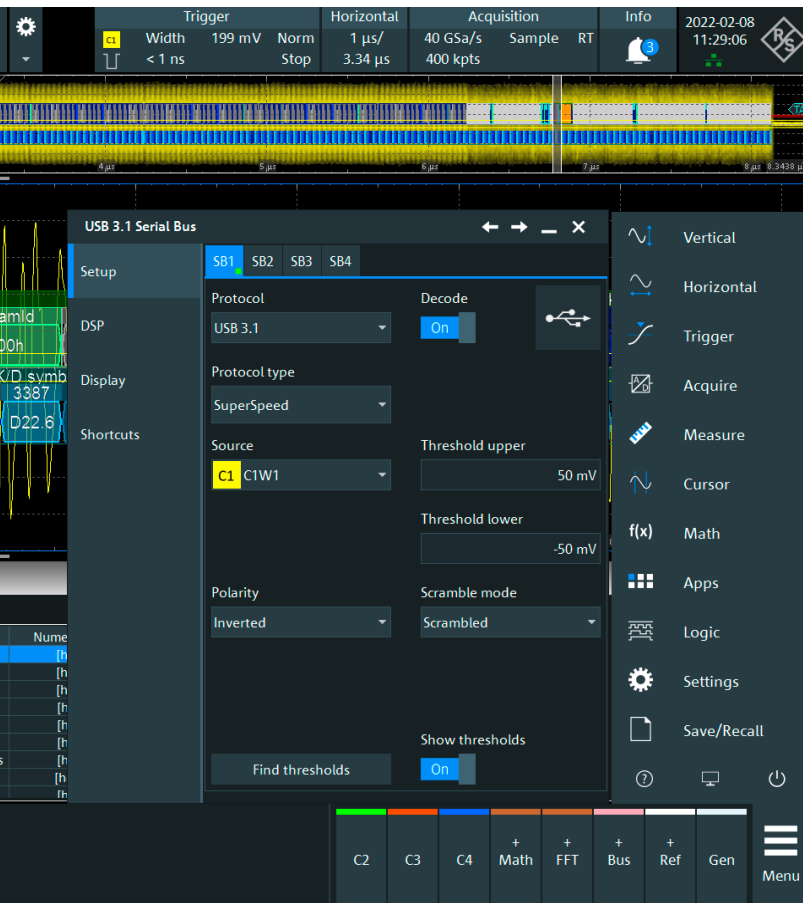 Trigger Horizontal Acquisition Info 2022-02-08
C1 Width 199 mV Norm 1 µs/ 40 GSa/s Sample RT 3 11:29:06 R&S
< 1 ns Stop 3.34 µs 400 kpts
4 µs 5 µs 6 µs 7 µs 8 µs 8.3438 µ
USB 3.1 Serial Bus
Setup
DSP
Display
Shortcuts
SB1 SB2 SB3 SB4
Protocol Decode
USB 3.1 On
Protocol type
SuperSpeed
Source Threshold upper
C1 C1W1 50 mV
Threshold lower
-50 mV
Polarity Scramble mode
Inverted Scrambled
Show thresholds
Find thresholds On
amId
00h
K/D symb
3387
D22.6
Nume
[h
[h
[h
[h
[h
[h
s [h
[h
[h
Vertical
Horizontal
Trigger
A/D Acquire
Measure
Cursor
f(x) Math
Apps
Logic
Settings
Save/Recall
?
C2 C3 C4 + Math + FFT + Bus + Ref Gen
Menu